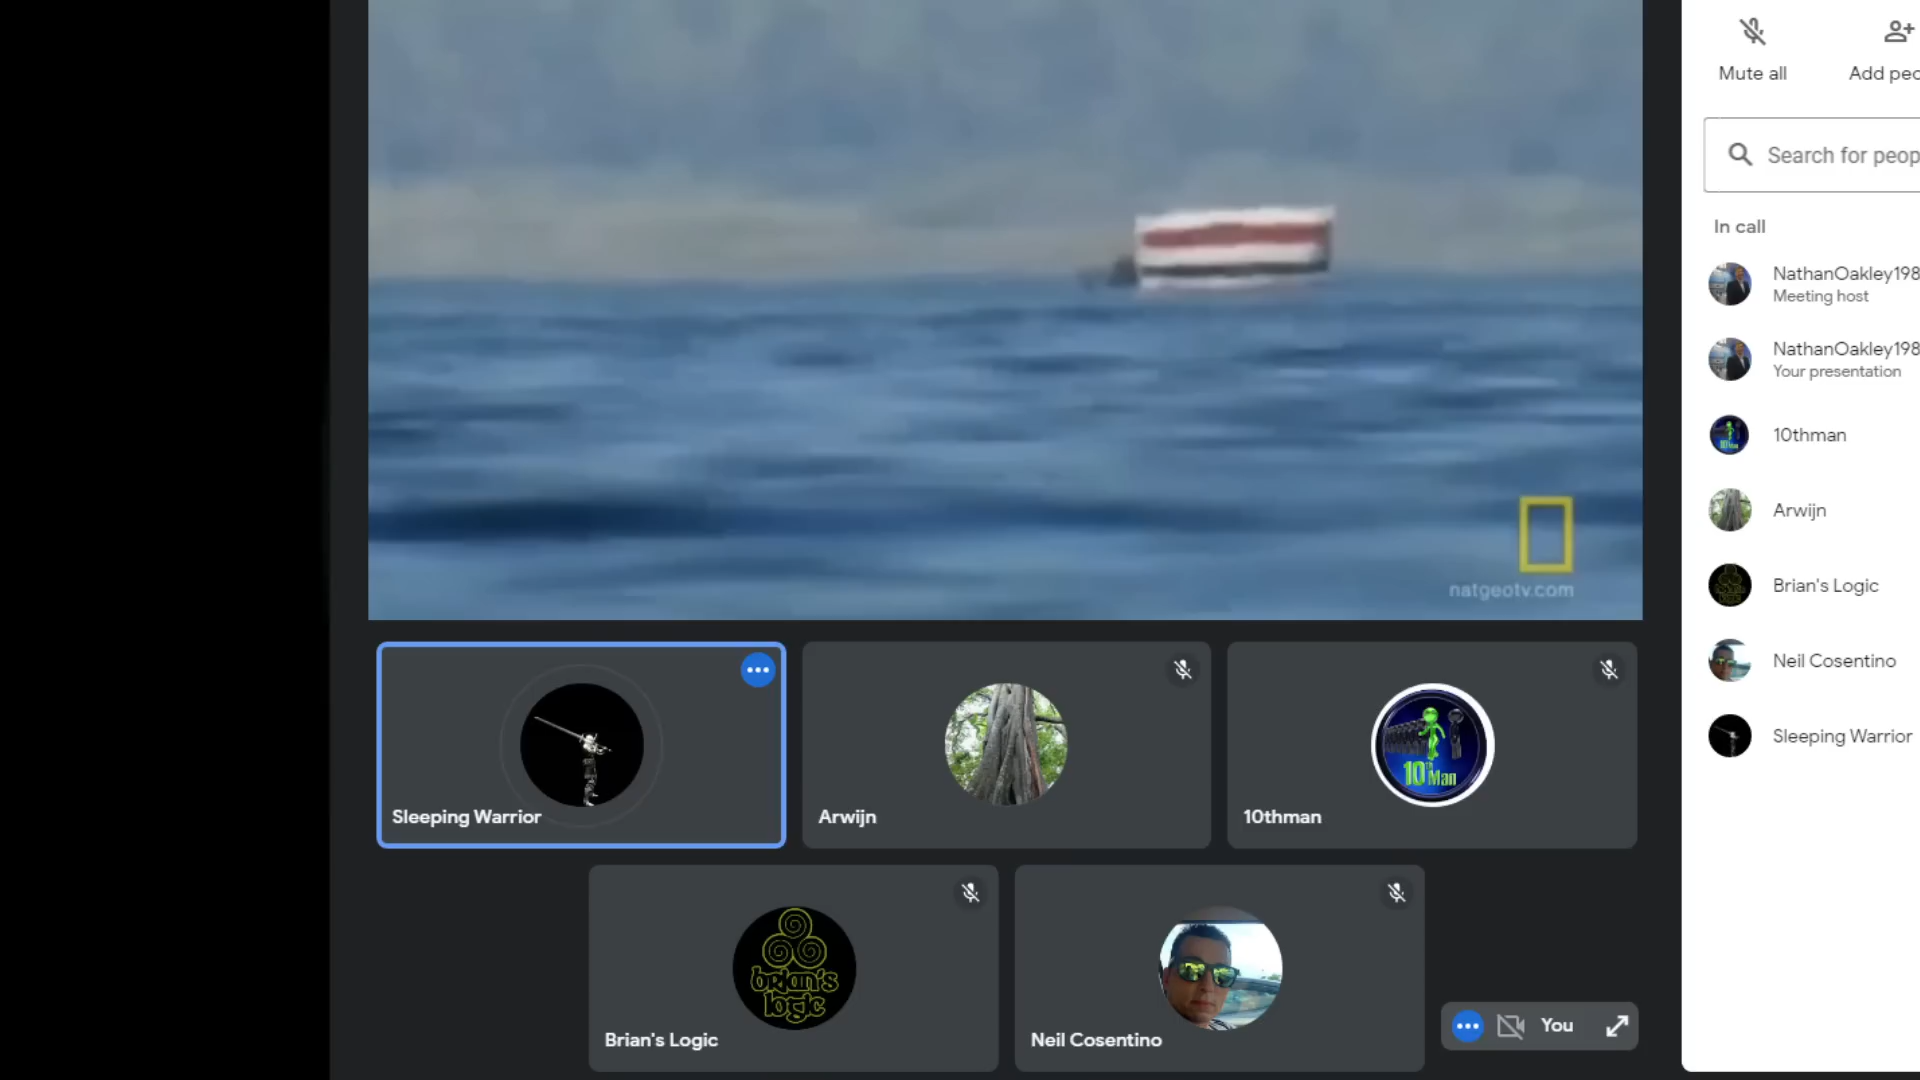 Mute all
Add peo
Search for peop
In call
NathanOakley198
Meeting host
NathanOakley198
Your presentation
10thman
Arwijn
Brian's Logic
Neil Cosentino
Sleeping Warrior
natgeotv.com
Sleeping Warrior
Arwijn
10th Man
10thman
brian's
logic
Brian's Logic
Neil Cosentino
You